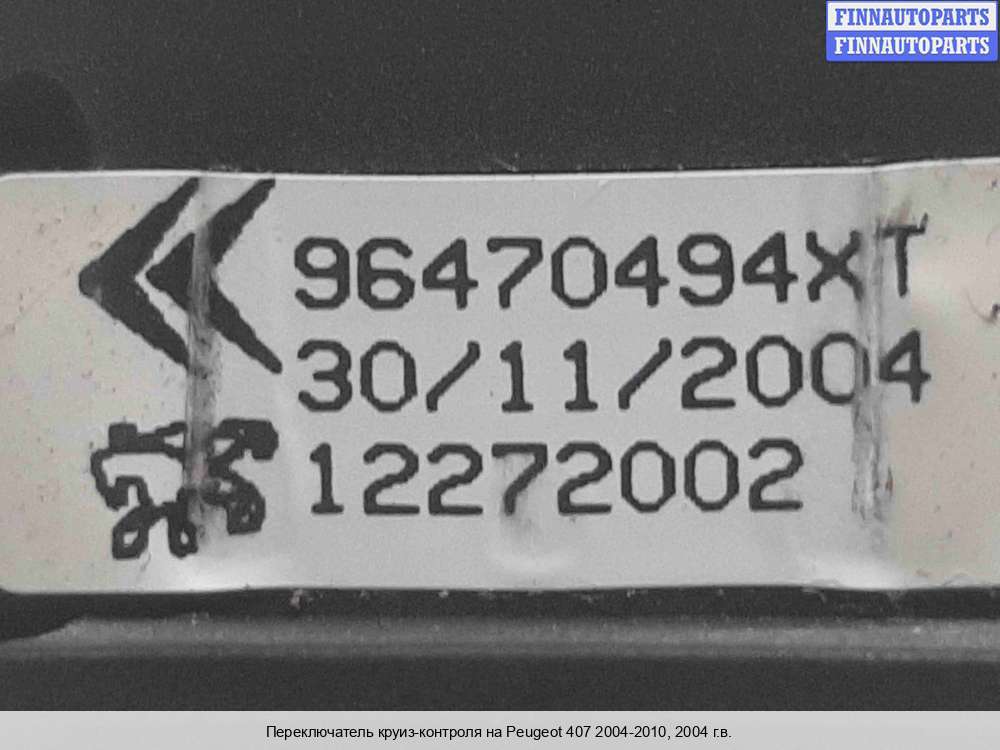 FINNAUTOPARTS
FINNAUTOPARTS
96470494XT
30/11/2004
12272002
Переключатель круиз-контроля на Peugeot 407 2004-2010, 2004 г.в.